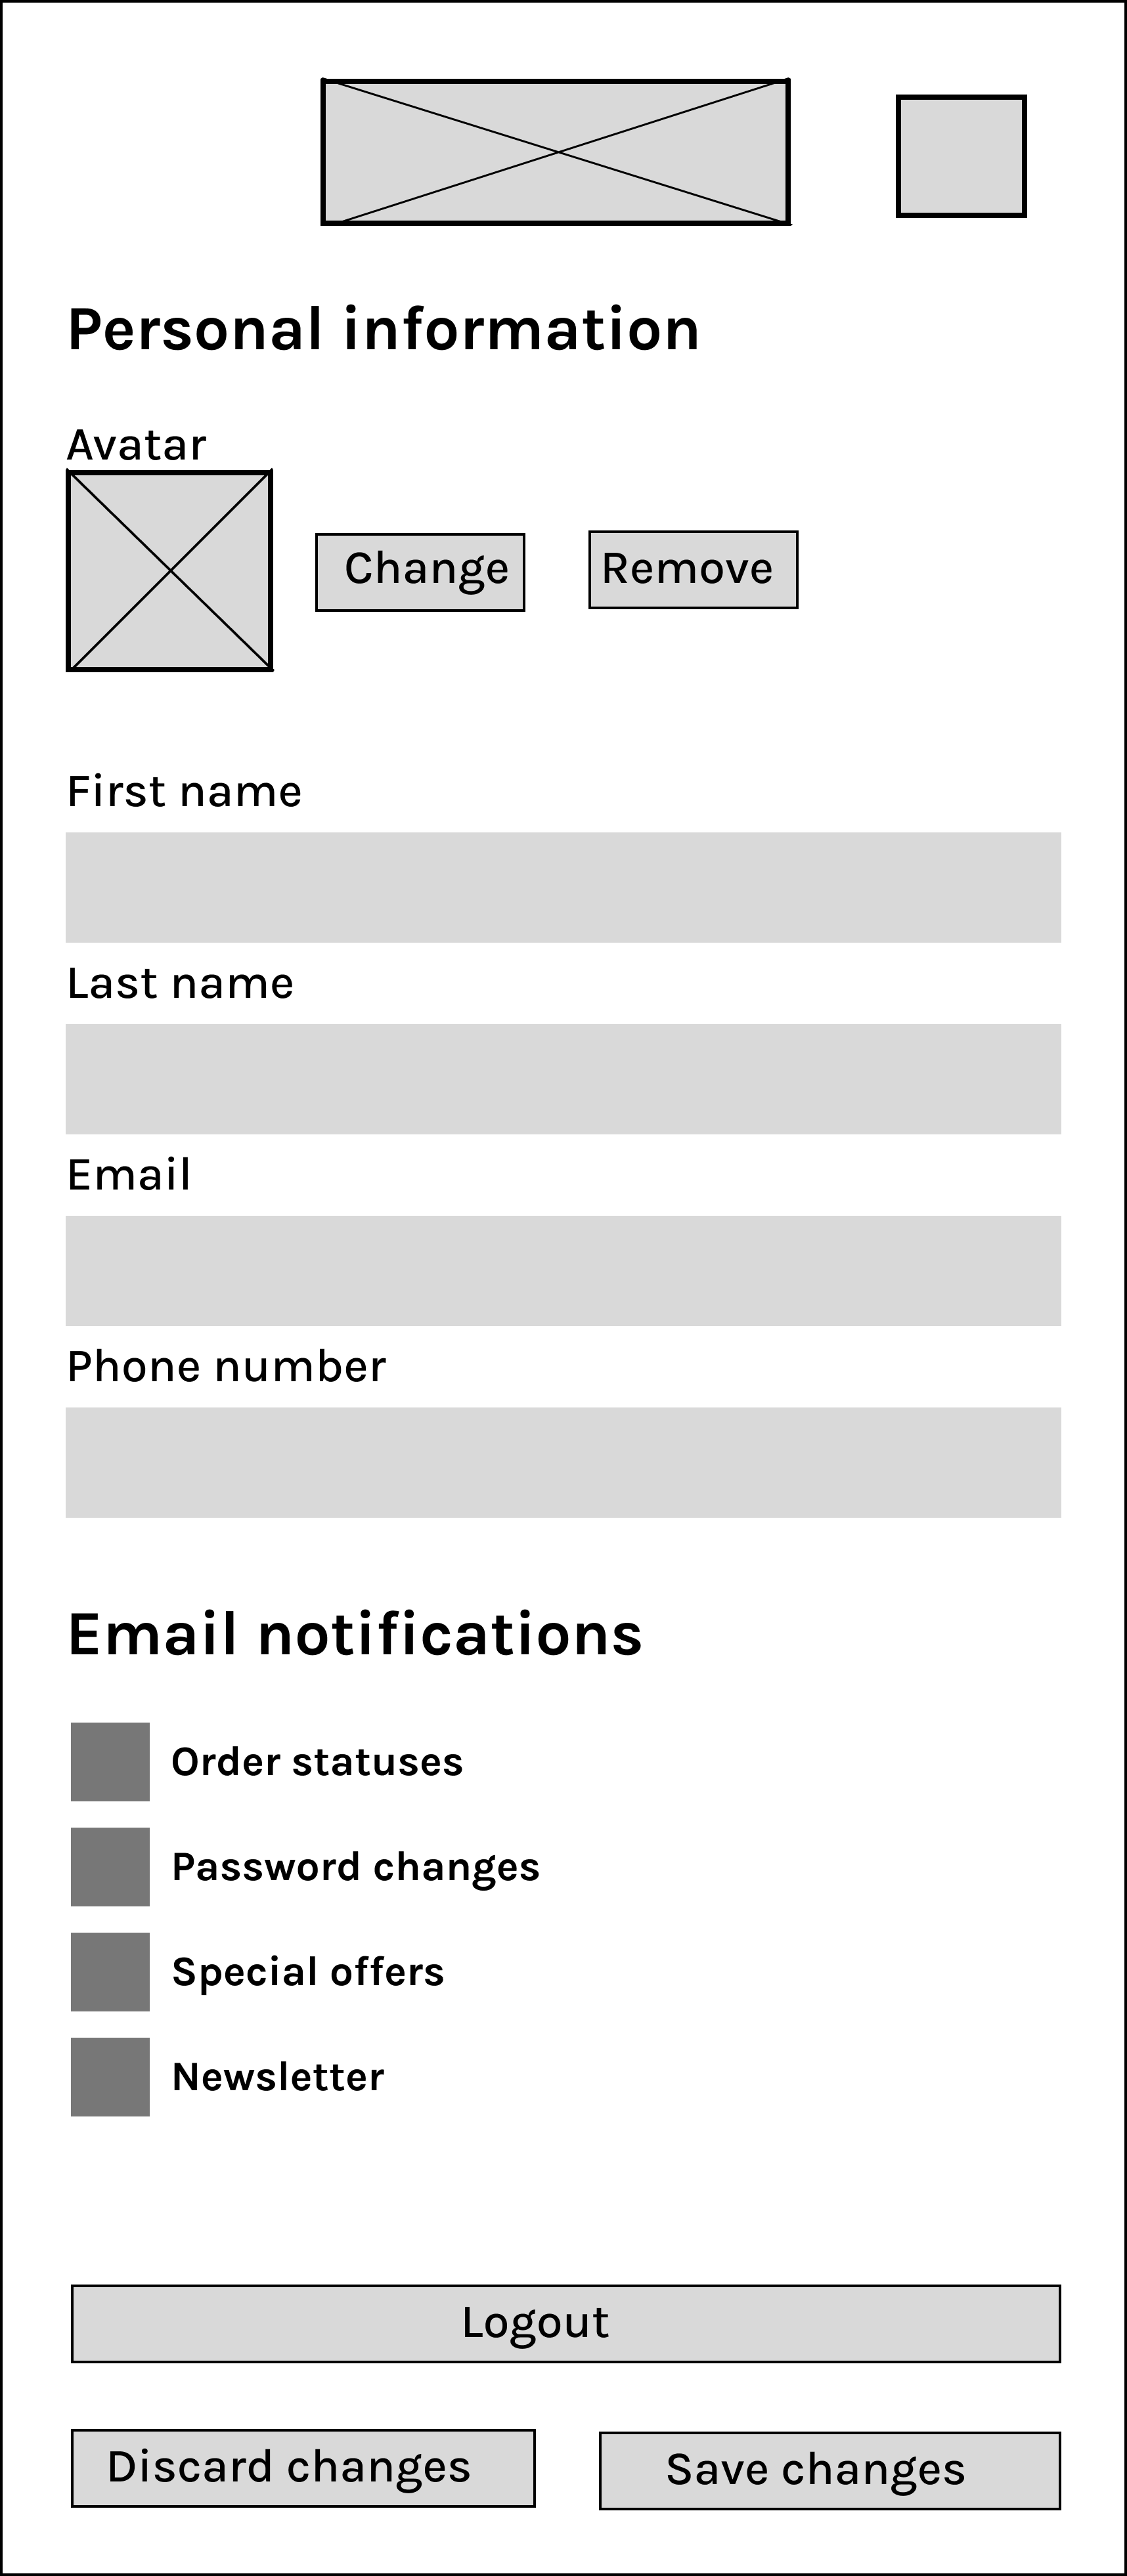 Personal information
Avatar
Change
Remove
First name
Last name
Email
Phone number
Email notifications
Order statuses
Password changes
Special offers
Newsletter
Logout
Discard changes
Save changes